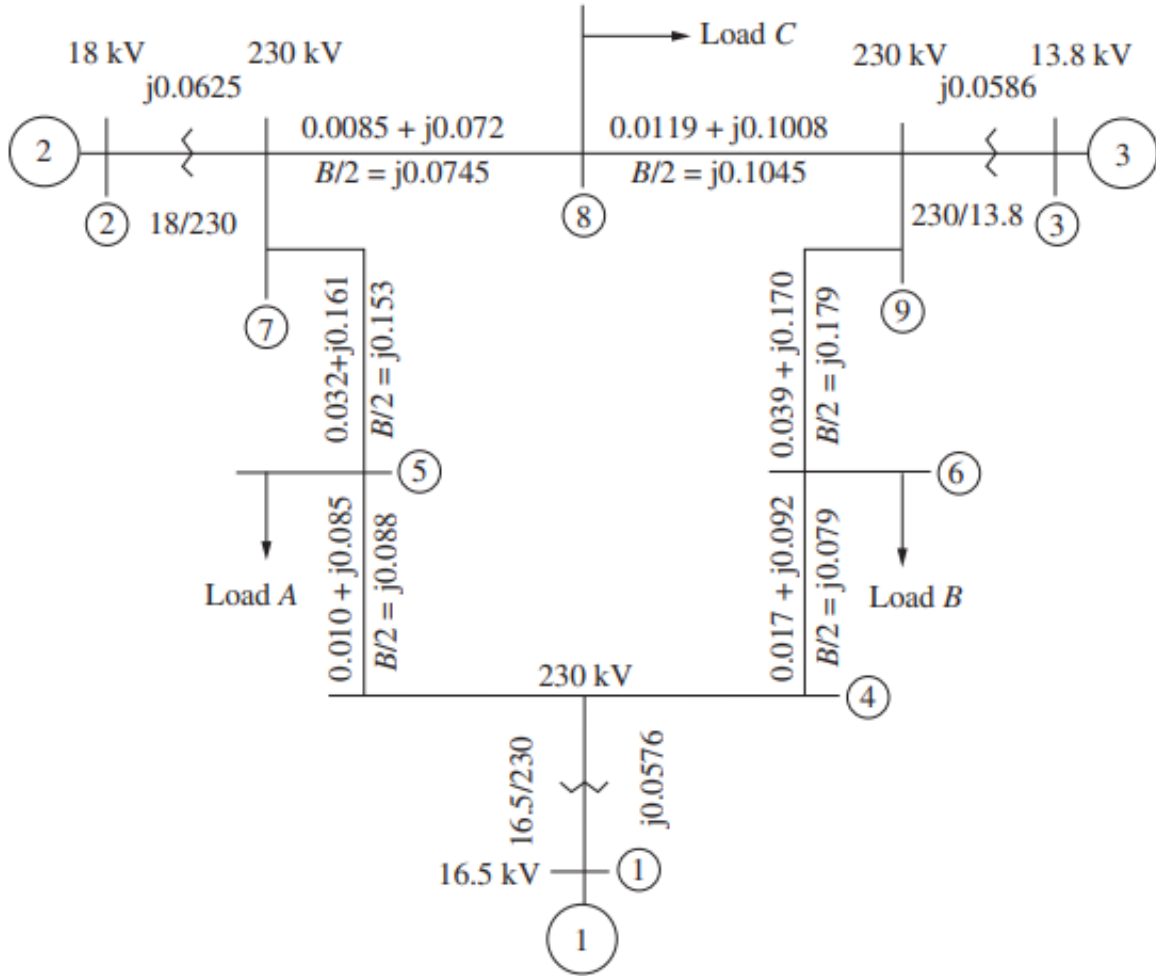 Load C
18 kV
230 kV
230 kV
13.8 kV
j0.0625
j0.0586
2
0.0085 + j0.072
0.0119 + j0.1008
3
B/2 = j0.0745
B/2 = j0.1045
2
18/230
8
230/13.8
3
7
9
0.032+j0.161
B/2 = j0.153
0.039 + j0.170
B/2 = j0.179
5
6
Load A
Load B
0.010 + j0.085
B/2 = j0.088
0.017 + j0.092
B/2 = j0.079
230 kV
4
16.5/230
j0.0576
16.5 kV
1
1